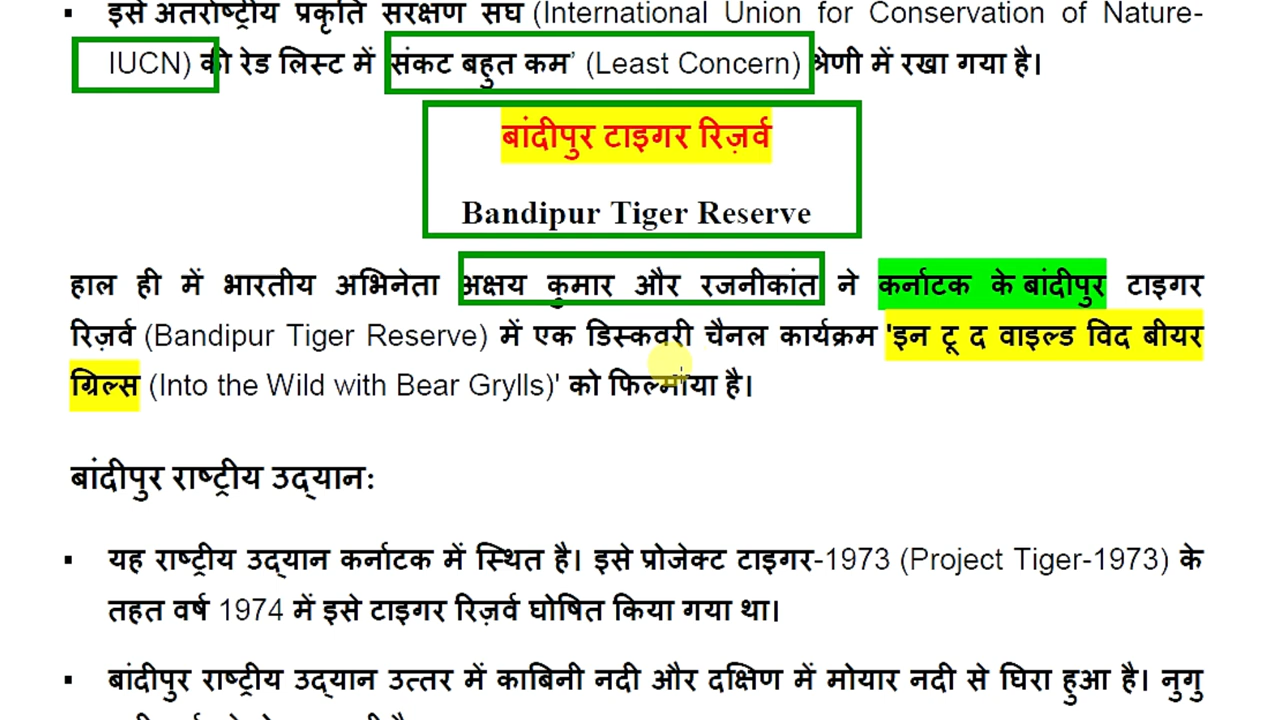 ▪ इसे अंतर्राष्ट्रीय प्रकृति संरक्षण संघ (International Union for Conservation of Nature-
IUCN) की रेड लिस्ट में संकट बहुत कम’ (Least Concern) श्रेणी में रखा गया है।
बांदीपुर टाइगर रिज़र्व
Bandipur Tiger Reserve
हाल ही में भारतीय अभिनेता अक्षय कुमार और रजनीकांत ने कर्नाटक के बांदीपुर टाइगर
रिज़र्व (Bandipur Tiger Reserve) में एक डिस्कवरी चैनल कार्यक्रम 'इन टू द वाइल्ड विद बीयर
ग्रिल्स (Into the Wild with Bear Grylls)' को फिल्माया है।
बांदीपुर राष्ट्रीय उद्यान:
▪ यह राष्ट्रीय उद्यान कर्नाटक में स्थित है। इसे प्रोजेक्ट टाइगर-1973 (Project Tiger-1973) के
तहत वर्ष 1974 में इसे टाइगर रिज़र्व घोषित किया गया था।
▪ बांदीपुर राष्ट्रीय उद्यान उत्तर में काबिनी नदी और दक्षिण में मोयार नदी से घिरा हुआ है। नुगु